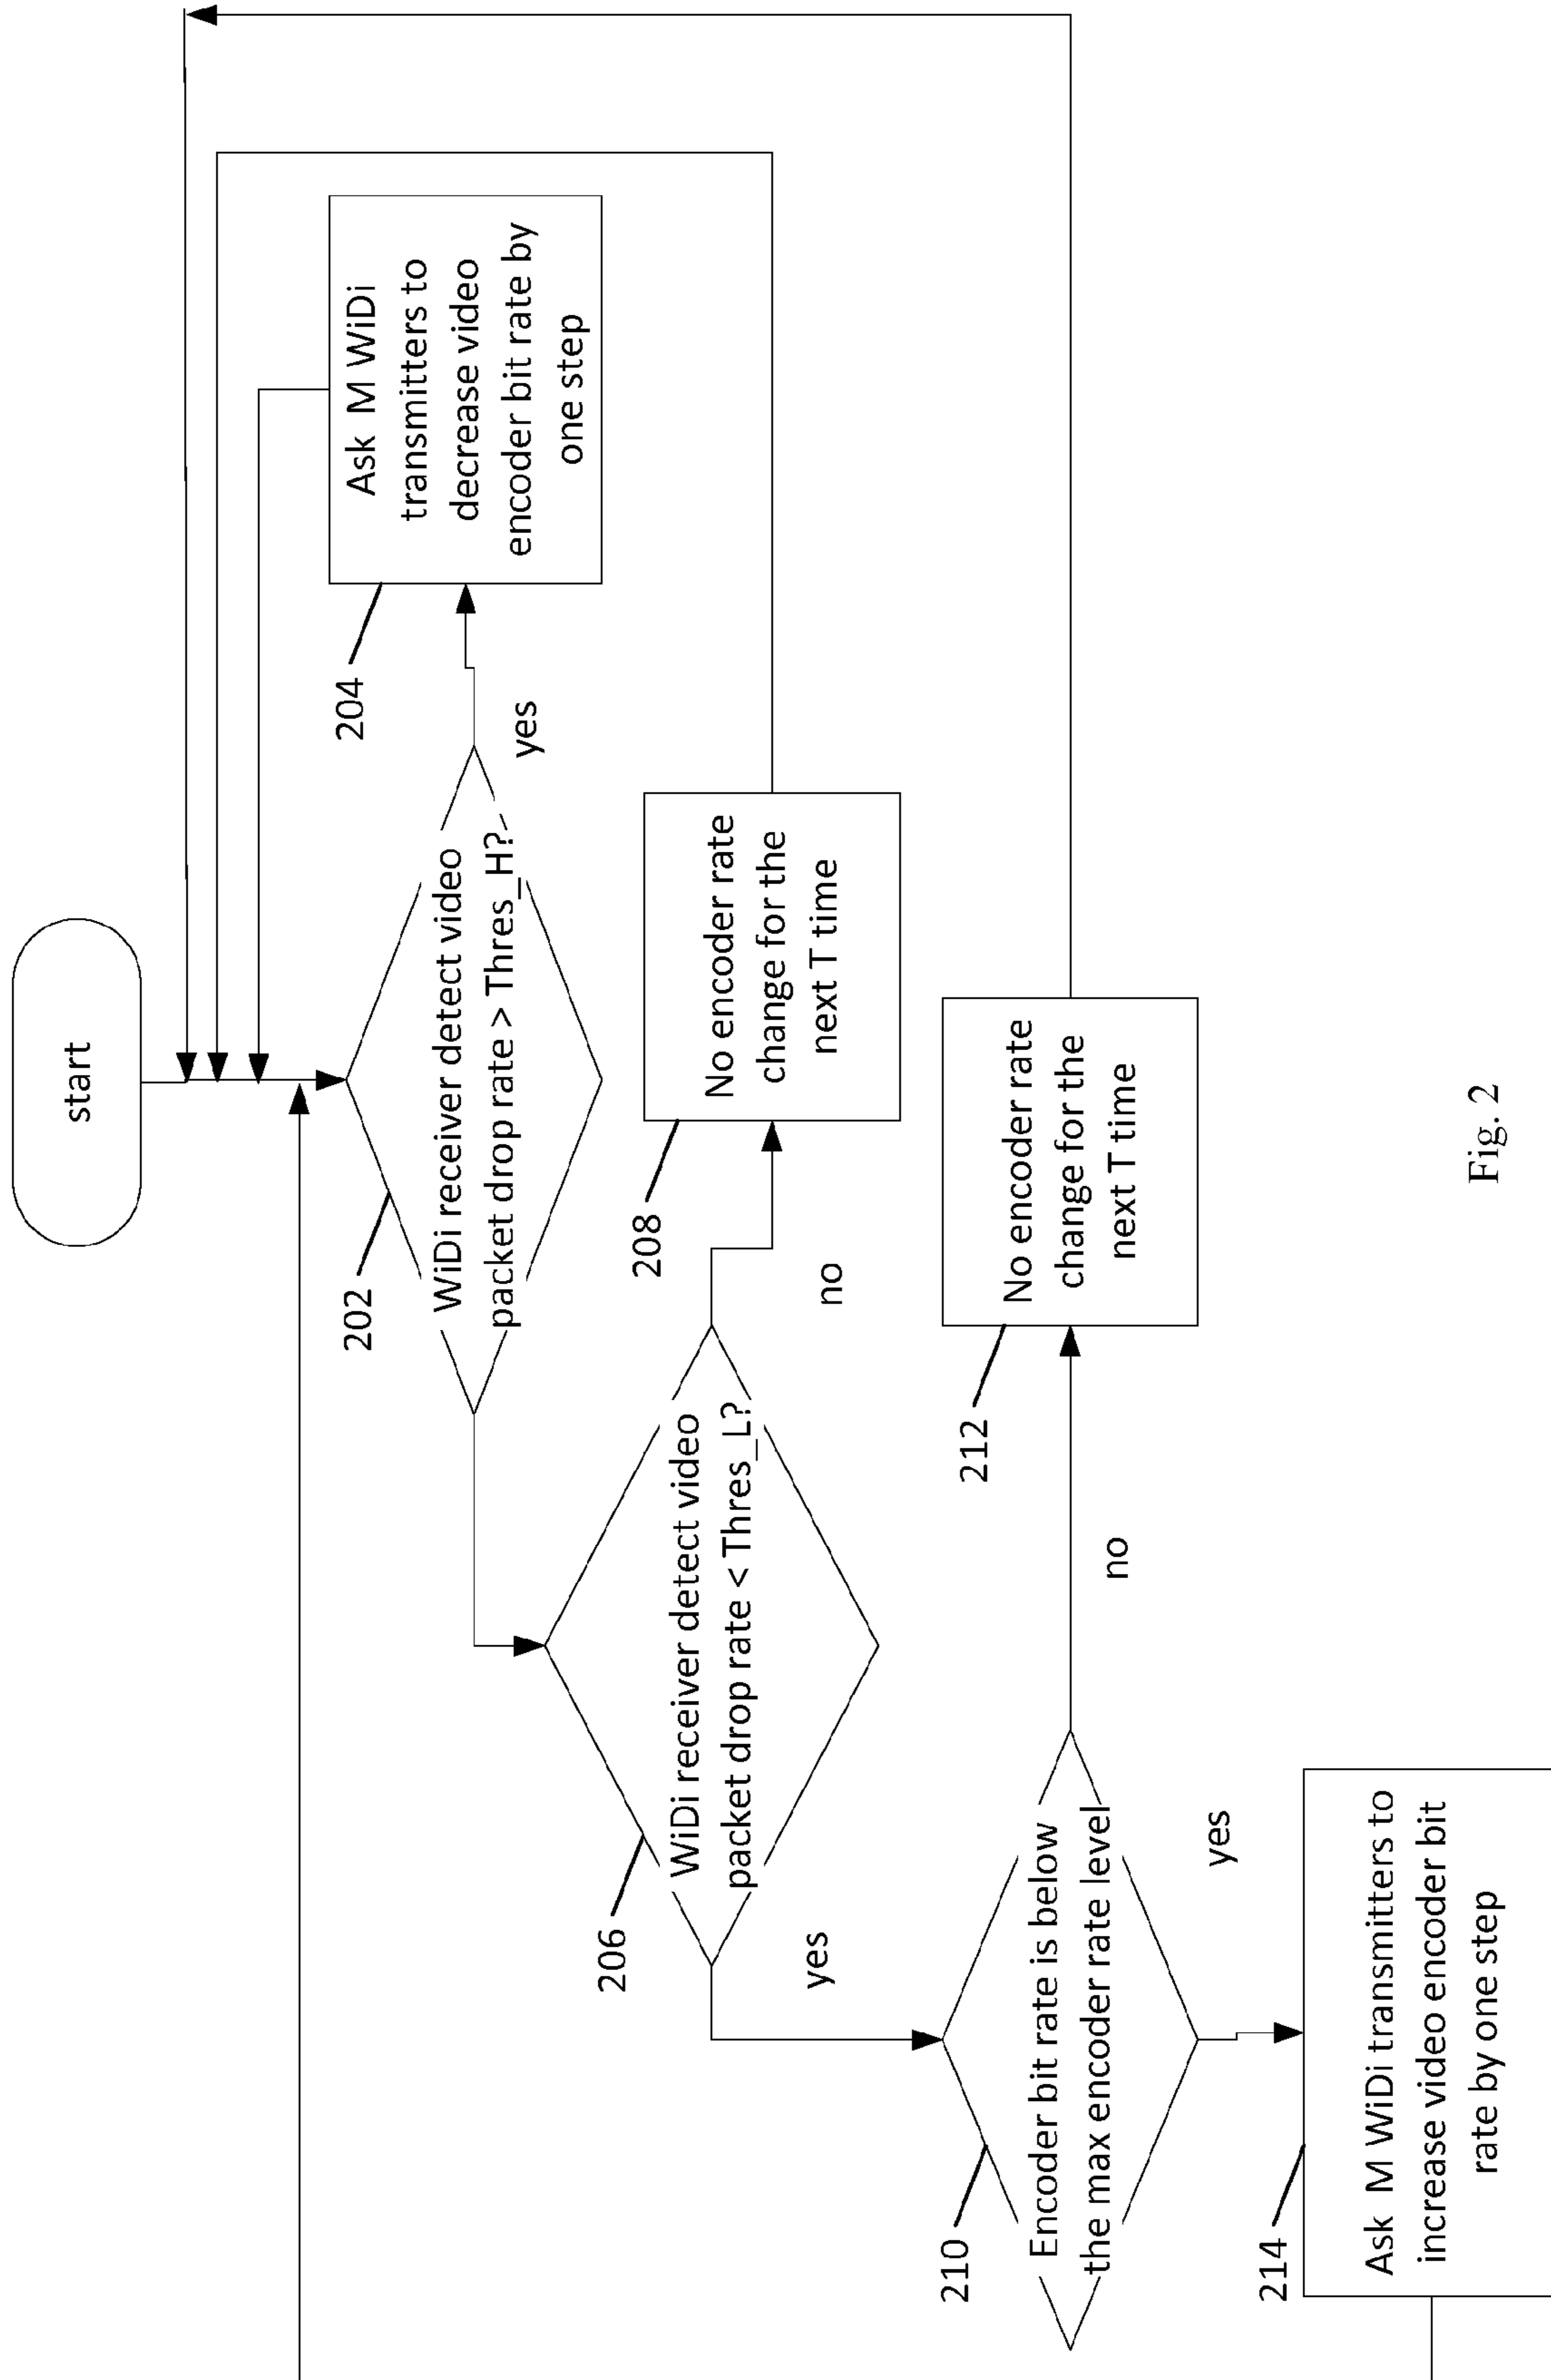 start
202
WiDi receiver detect video
packet drop rate > Thres_H?
yes
204
Ask M WiDi
transmitters to
decrease video
encoder bit rate by
one step
206
WiDi receiver detect video
packet drop rate < Thres_L?
no
208
No encoder rate
change for the
next T time
yes
210
Encoder bit rate is below
the max encoder rate level
no
212
No encoder rate
change for the
next T time
yes
214
Ask M WiDi transmitters to
increase video encoder bit
rate by one step
Fig. 2